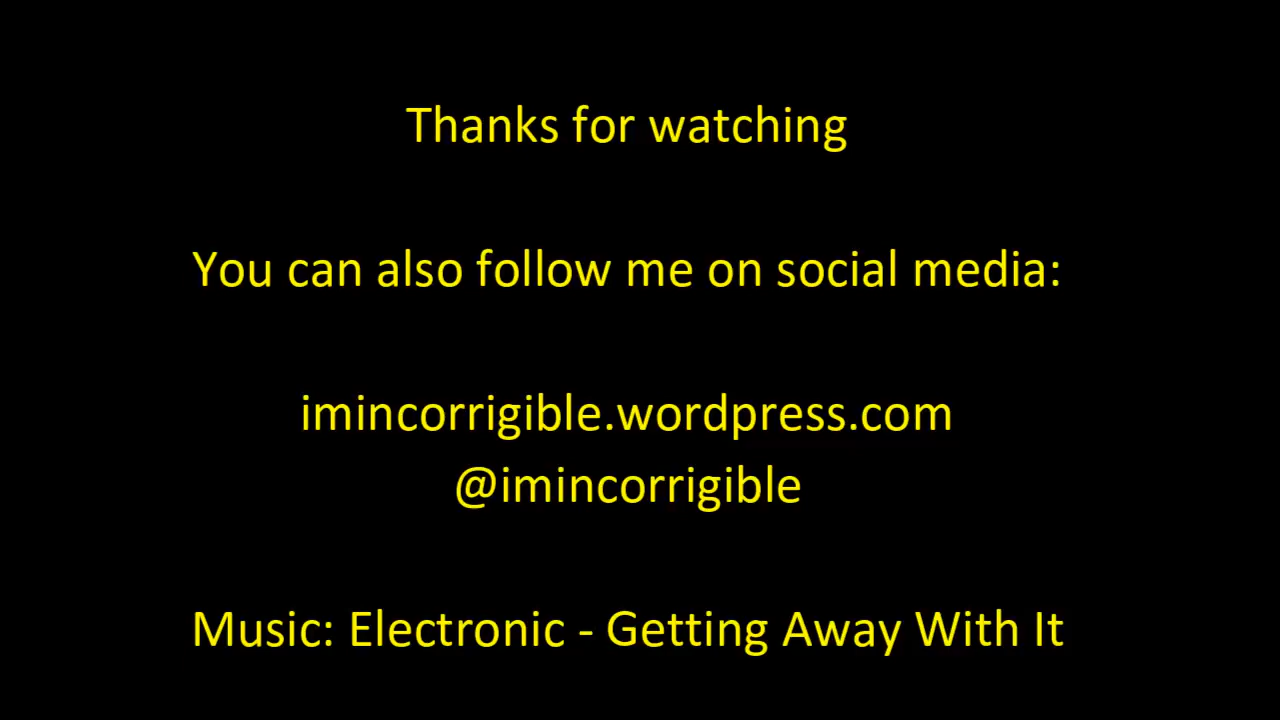 Thanks for watching
You can also follow me on social media:
imincorrigible.wordpress.com
@imincorrigible
Music: Electronic - Getting Away With It